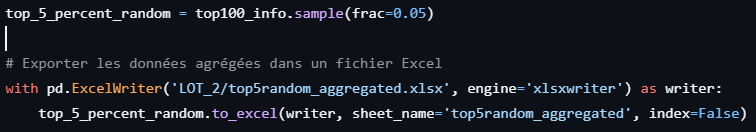 top_5_percent_random = top100_info.sample(frac=0.05)
# Exporter les données agrégées dans un fichier Excel
with pd.ExcelWriter('LOT_2/top5random_aggregated.xlsx', engine='xlsxwriter') as writer:
    top_5_percent_random.to_excel(writer, sheet_name='top5random_aggregated', index=False)